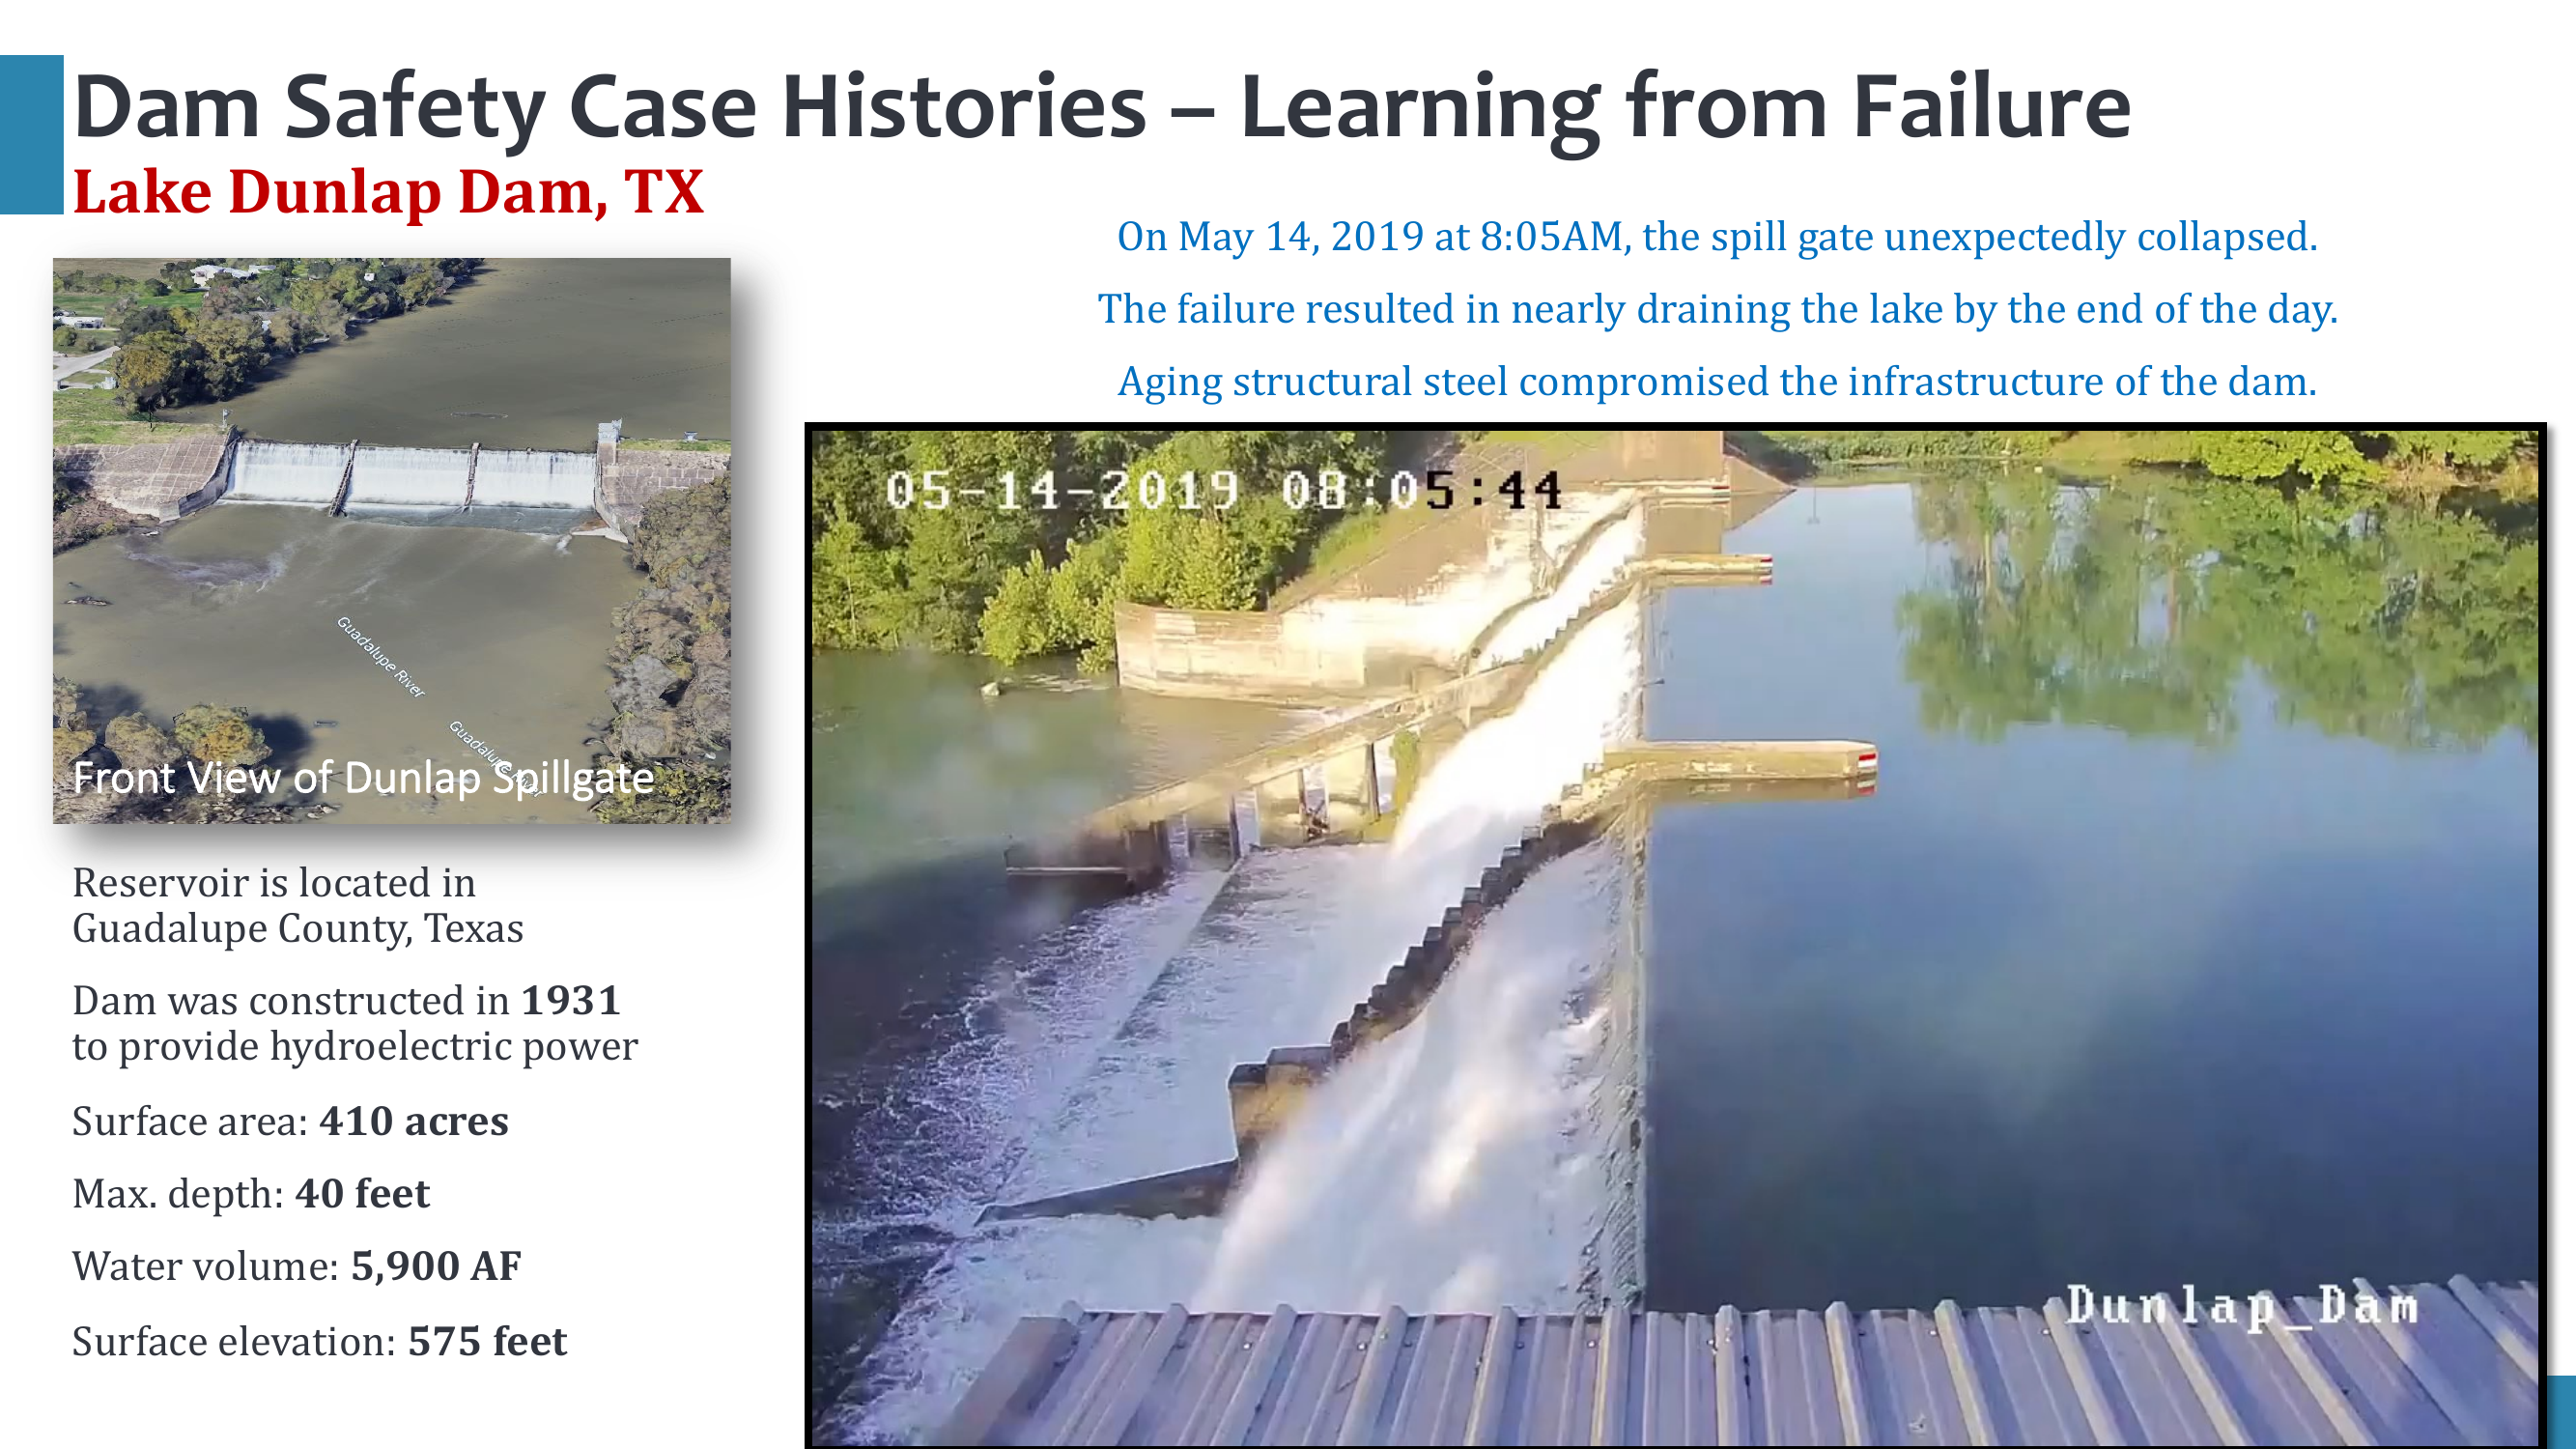 Dam Safety Case Histories – Learning from Failure
Lake Dunlap Dam, TX
On May 14, 2019 at 8:05AM, the spill gate unexpectedly collapsed.
The failure resulted in nearly draining the lake by the end of the day.
Aging structural steel compromised the infrastructure of the dam.
Guadalupe River
Guadalupe River
Front View of Dunlap Spillgate
Reservoir is located in
Guadalupe County, Texas
Dam was constructed in 1931
to provide hydroelectric power
Surface area: 410 acres
Max. depth: 40 feet
Water volume: 5,900 AF
Surface elevation: 575 feet
05-14-2019 08:05:44
Dunlap_Dam